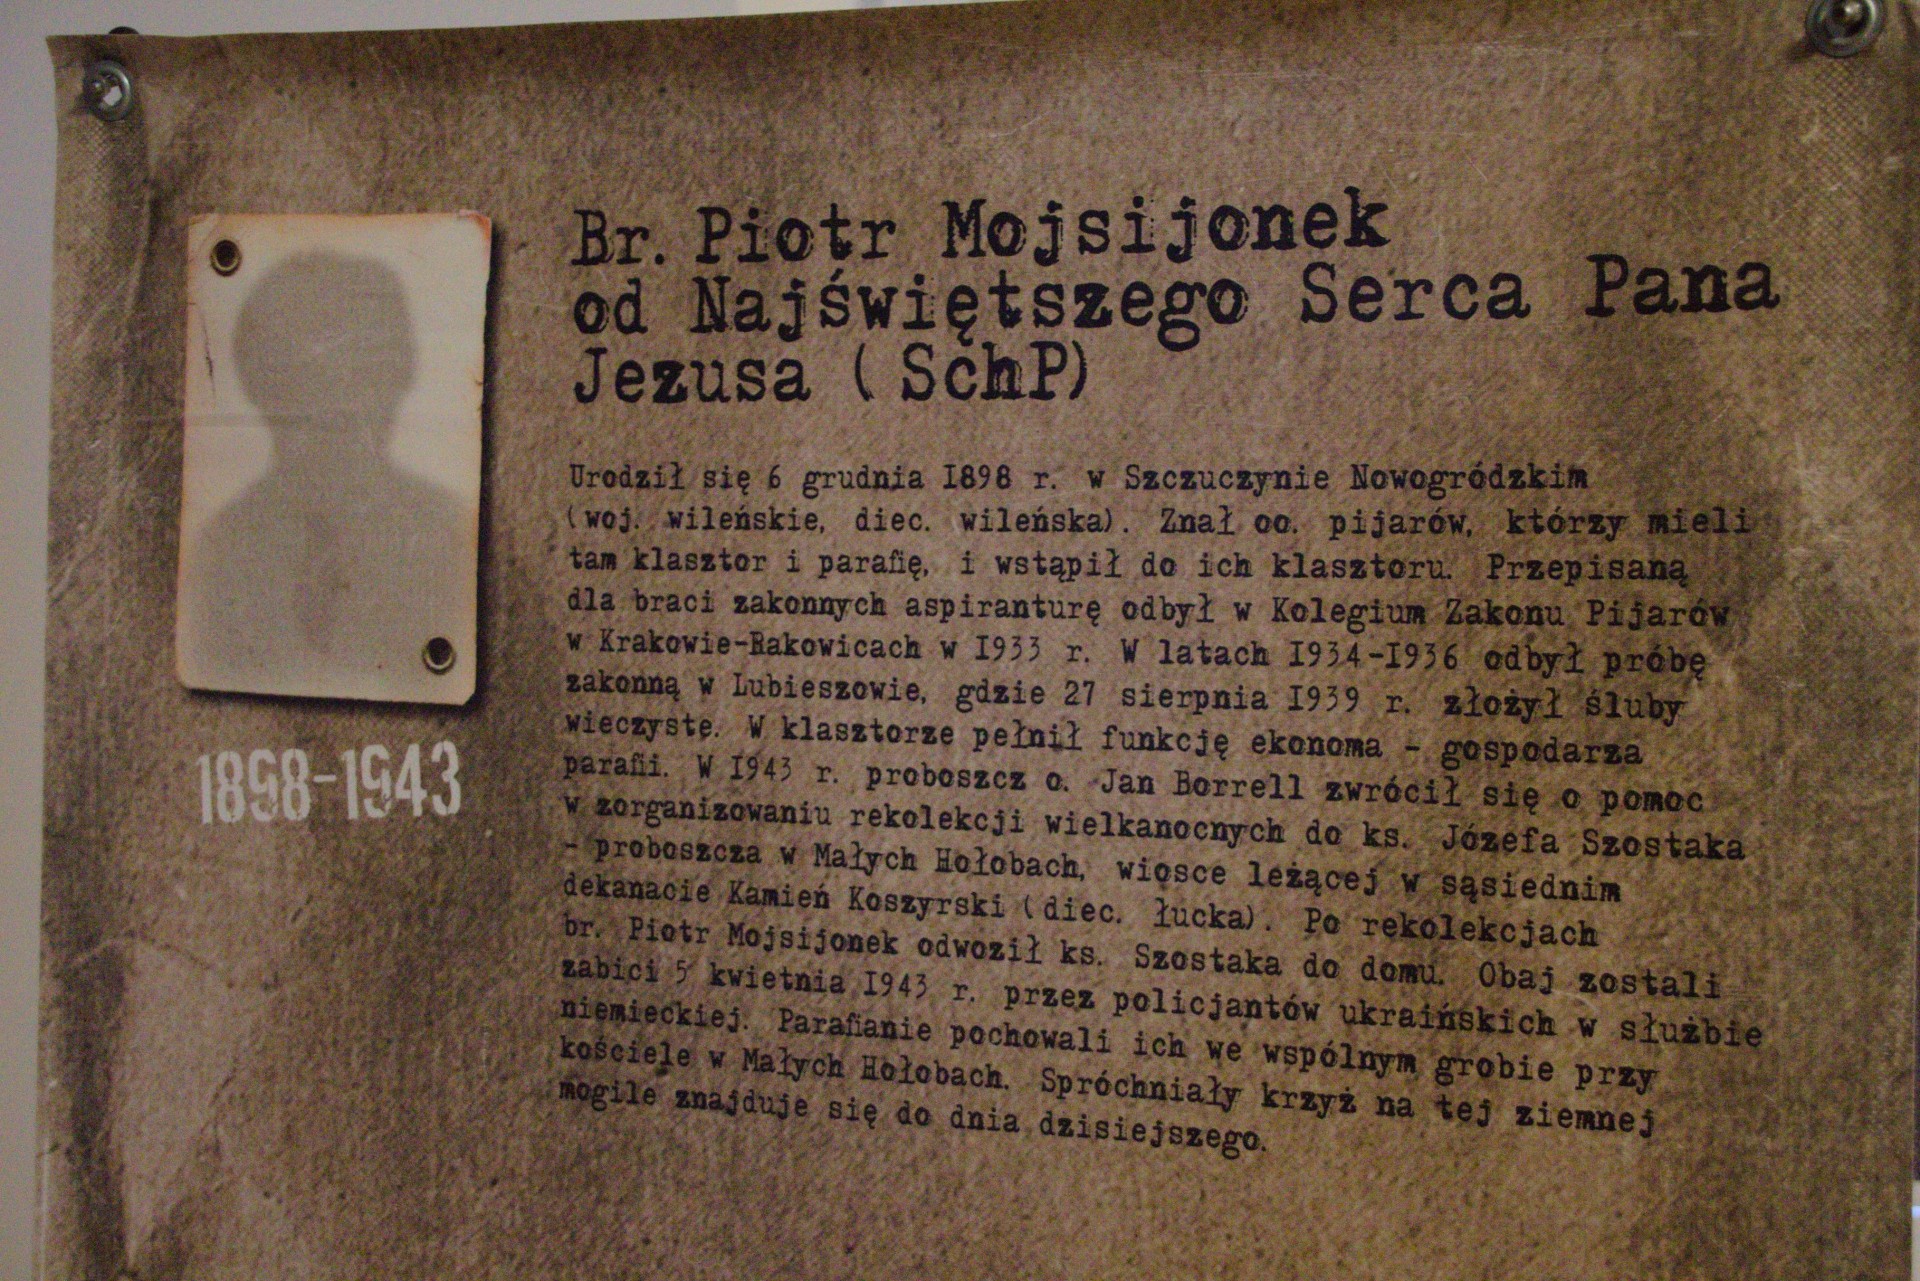 Br. Piotr Mojsijonek
od Najświętszego Serca Pana
Jezusa (SchP)
1898-1943
Urodził się 6 grudnia 1898 r. w Szczuczynie Nowogródzkim
(woj. wileńskie, diec. wileńska). Znał oo. pijarów, którzy mieli
tam klasztor i parafię, i wstąpił do ich klasztoru. Przepisaną
dla braci zakonnych aspiranturę odbył w Kolegium Zakonu Pijarów
w Krakowie-Rakowicach w 1933 r. W latach 1934-1936 odbył próbę
zakonną w Lubieszowie, gdzie 27 sierpnia 1939 r. złożył śluby
wieczyste. W klasztorze pełnił funkcję ekonoma - gospodarza
parafii. W 1943 r. proboszcz o. Jan Borrell zwrócił się o pomoc
w zorganizowaniu rekolekcji wielkanocnych do ks. Józefa Szostaka
- proboszcza w Małych Hołobach, wiosce leżącej w sąsiednim
dekanacie Kamień Koszyrski (diec. łucka). Po rekolekcjach
br. Piotr Mojsijonek odwoził ks. Szostaka do domu. Obaj zostali
zabici 5 kwietnia 1943 r. przez policjantów ukraińskich w służbie
niemieckiej. Parafianie pochowali ich we wspólnym grobie przy
kościele w Małych Hołobach. Spróchniały krzyż na tej ziemnej
mogile znajduje się do dnia dzisiejszego.